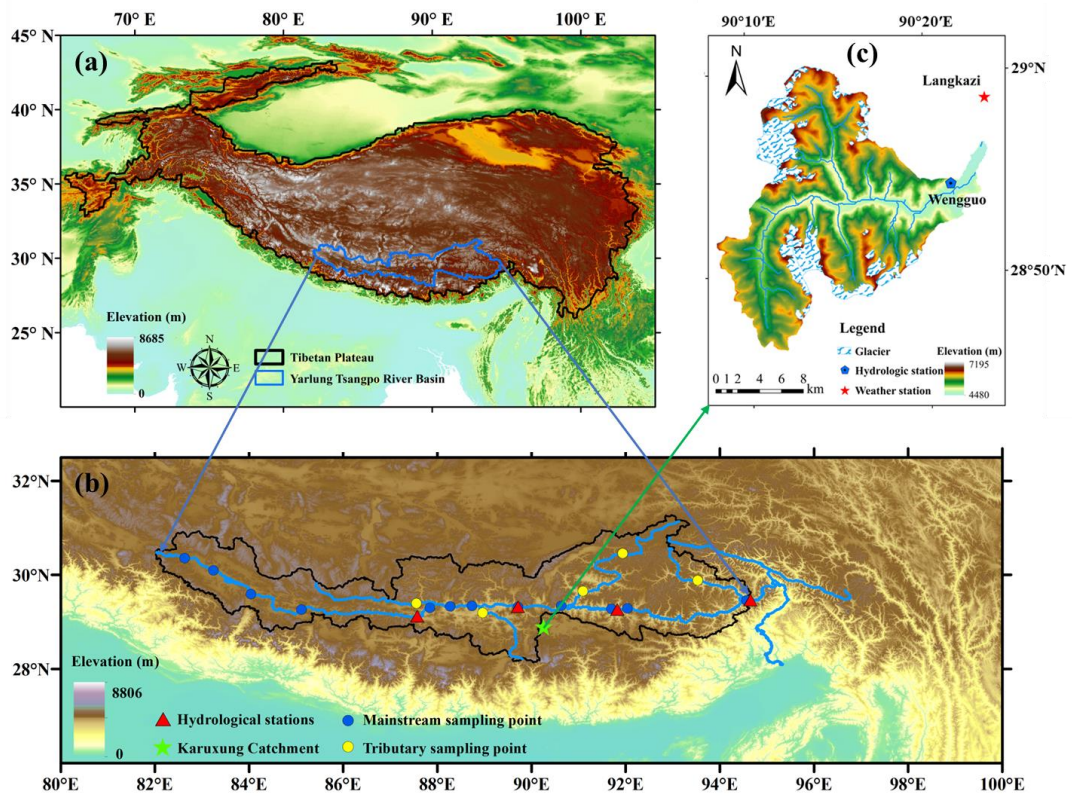 70° E 80° E 90° E 100° E
45° N
(a)
40° N
35° N
30° N
25° N
Elevation (m)
8685
0
N
W E
S
Tibetan Plateau
Yarlung Tsangpo River Basin
90°10'E 90°20'E
(c)
N
29°N
Langkazi
Wengguo
28°50'N
Legend
Glacier
Hydrologic station
Weather station
Elevation (m)
7195
4480
0 1 2 4 6 8
km
(b)
32°N
30°N
28°N
Elevation (m)
8806
0
Hydrological stations
Mainstream sampling point
Karuxung Catchment
Tributary sampling point
80°E 82°E 84°E 86°E 88°E 90°E 92°E 94°E 96°E 98°E 100°E